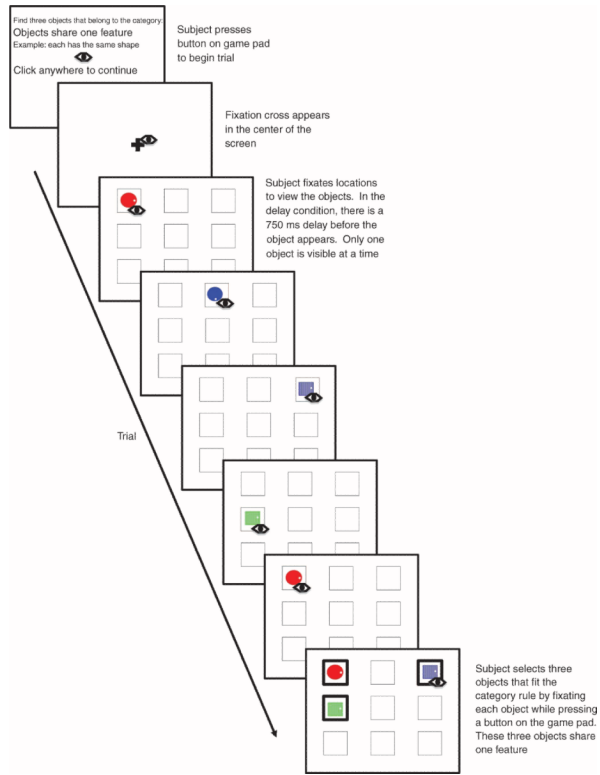 Find three objects that belong to the category:
Objects share one feature
Example: each has the same shape
Click anywhere to continue
Subject presses
button on game pad
to begin trial
Fixation cross appears
in the center of the
screen
Subject fixates locations
to view the objects. In the
delay condition, there is a
750 ms delay before the
object appears. Only one
object is visible at a time
Trial
Subject selects three
objects that fit the
category rule by fixating
each object while pressing
a button on the game pad.
These three objects share
one feature